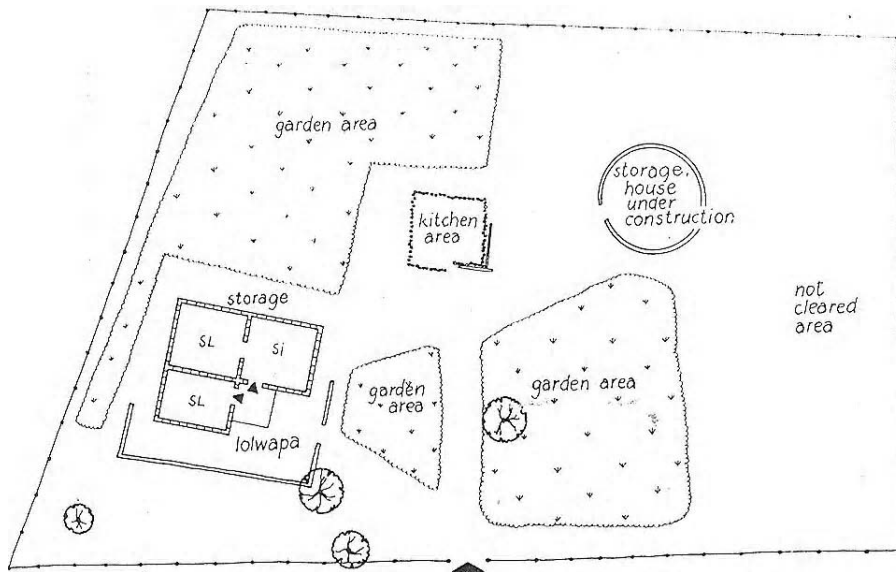 garden area
storage,
house
under
construction
kitchen
area
not
cleared
area
storage
SL
Si
garden
area
garden area
SL
lolwapa